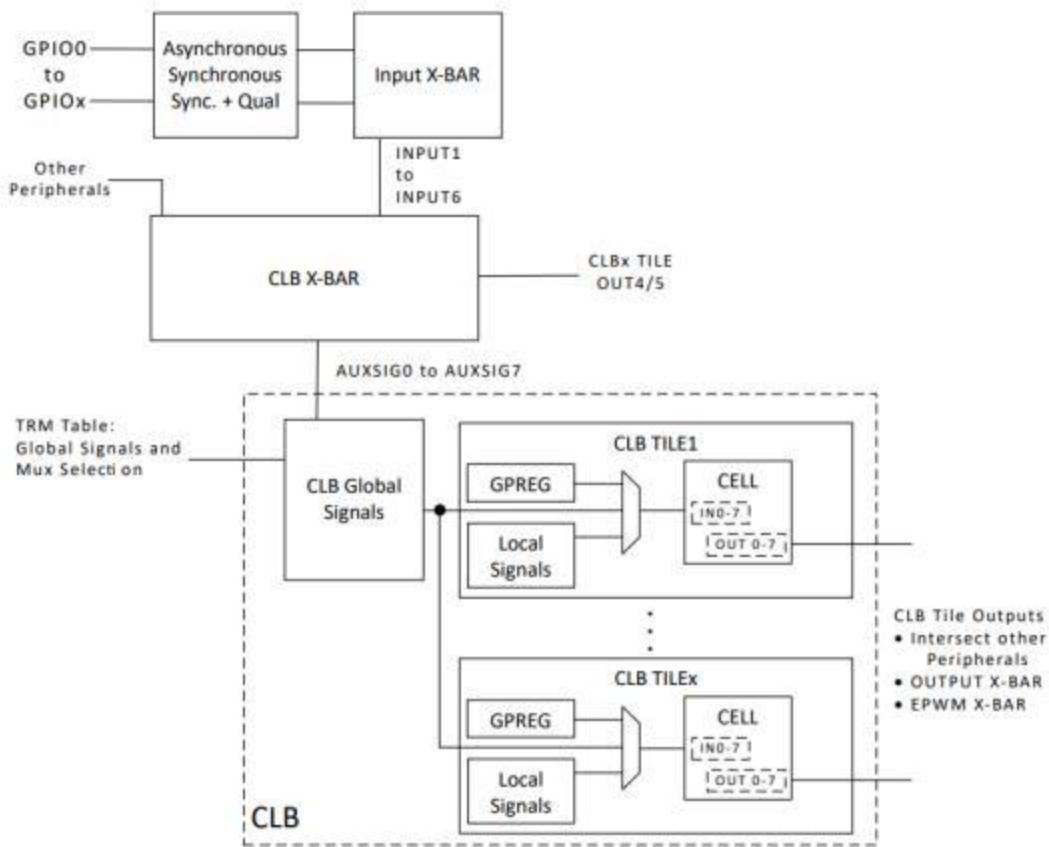 GPIO0
to
GPIOx
Asynchronous
Synchronous
Sync. + Qual
Input X-BAR
INPUT1
to
INPUT6
Other
Peripherals
CLB X-BAR
CLBx TILE
OUT4/5
AUXSIG0 to AUXSIG7
TRM Table:
Global Signals and
Mux Selection
CLB Global
Signals
CLB TILE1
GPREG
Local
Signals
CELL
IN0-7
OUT 0-7
CLB Tile Outputs
• Intersect other
Peripherals
• OUTPUT X-BAR
• EPWM X-BAR
CLB TILEx
GPREG
Local
Signals
CELL
IN0-7
OUT 0-7
CLB